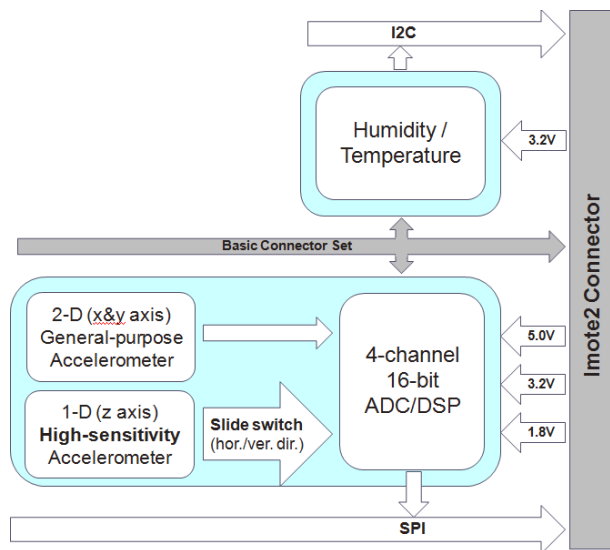 I2C
Humidity /
Temperature
3.2V
Basic Connector Set
Imote2 Connector
2-D (x&y axis)
General-purpose
Accelerometer
1-D (z axis)
High-sensitivity
Accelerometer
Slide switch
(hor./ver. dir.)
4-channel
16-bit
ADC/DSP
5.0V
3.2V
1.8V
SPI